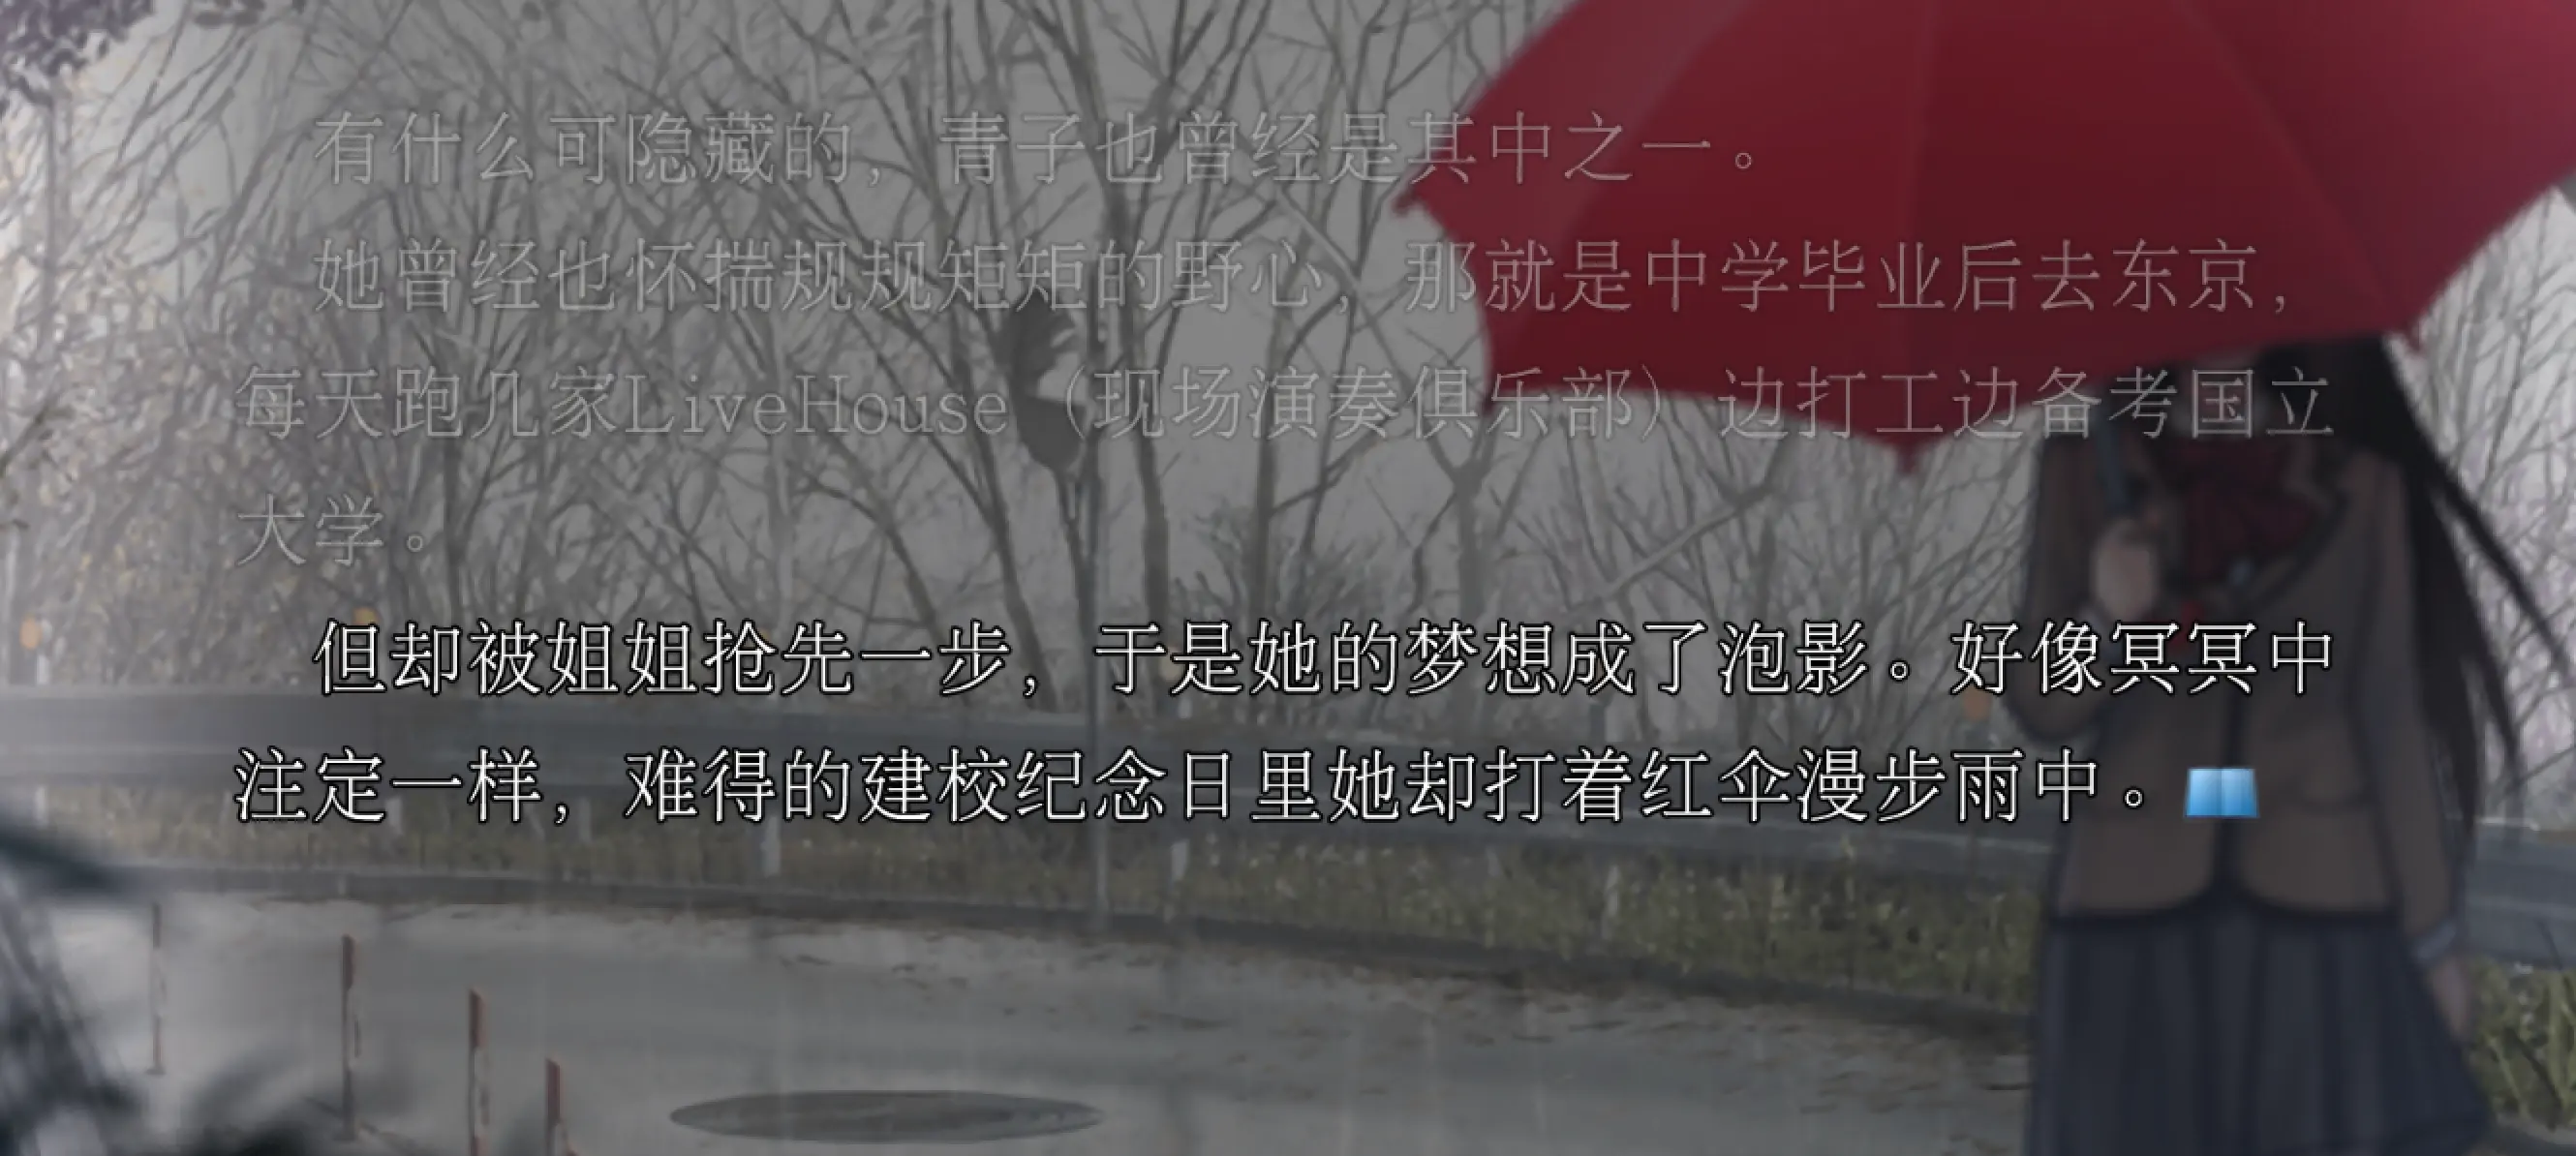 有什么可隐藏的，青子也曾经是其中之一。
她曾经也怀揣规规矩矩的野心，那就是中学毕业后去东京，
每天跑几家LiveHouse（现场演奏俱乐部）边打工边备考国立
大学。
但却被姐姐抢先一步，于是她的梦想成了泡影。好像冥冥中
注定一样，难得的建校纪念日里她却打着红伞漫步雨中。